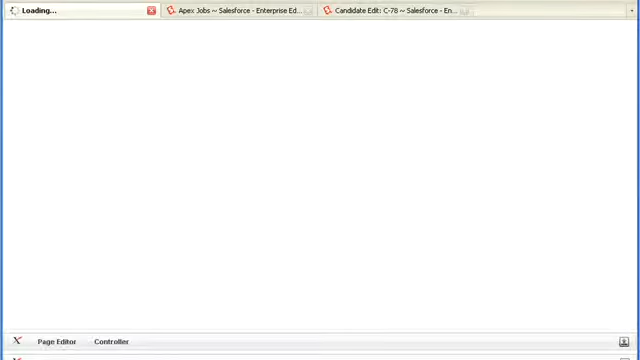 Loading...
Apex Jobs ~ Salesforce - Enterprise Ed...
Candidate Edit: C-78 ~ Salesforce - En...
Page Editor
Controller